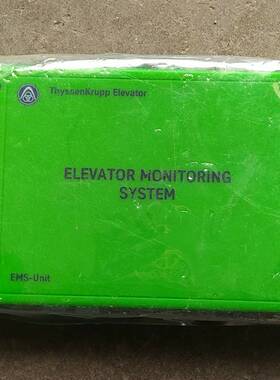 ThyssenKrupp Elevator
ELEVATOR MONITORING
SYSTEM
EMS-Unit